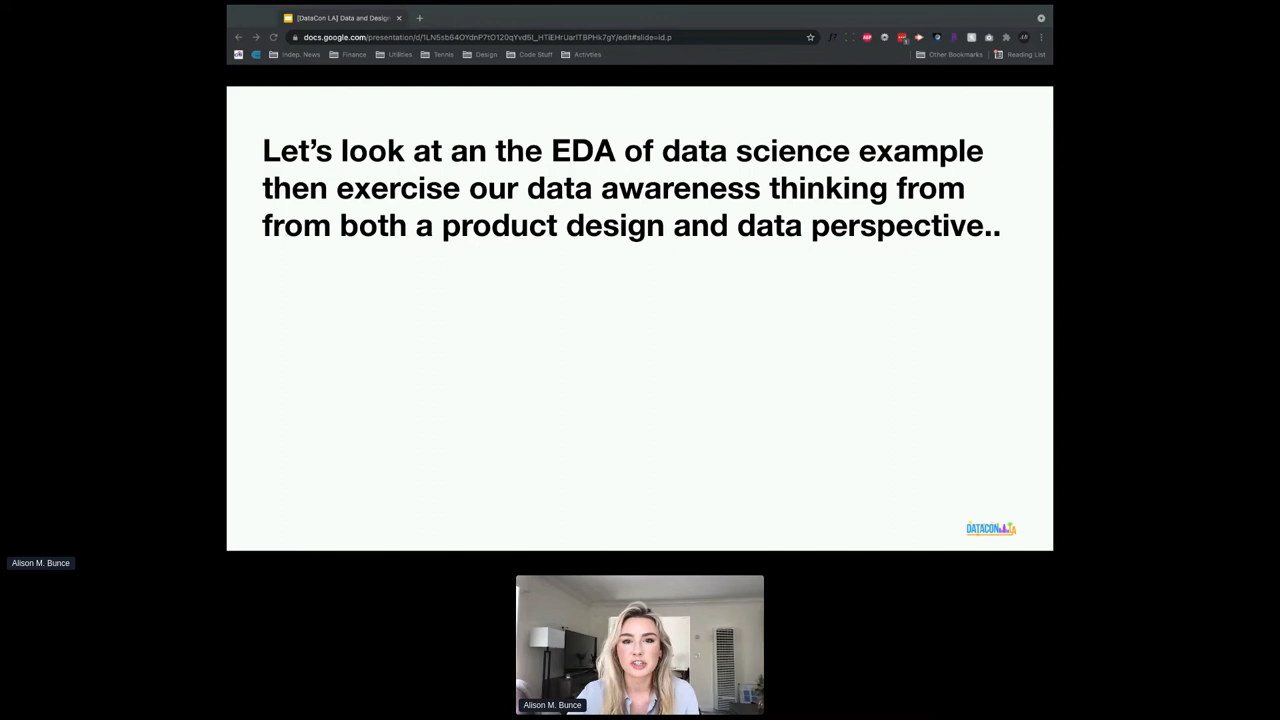 [DataCon LA] Data and Design
docs.google.com/presentation/d/1LN5sb64OYdnP7tO120qYvd5l_HTiEHrlJarlTBPHk7gY/edit#slide=id.p
Indep. News
Finance
Utilities
Tennis
Design
Code Stuff
Activities
Other Bookmarks
Reading List
Let's look at an the EDA of data science example
then exercise our data awareness thinking from
from both a product design and data perspective..
DATACON LA
Alison M. Bunce
Alison M. Bunce